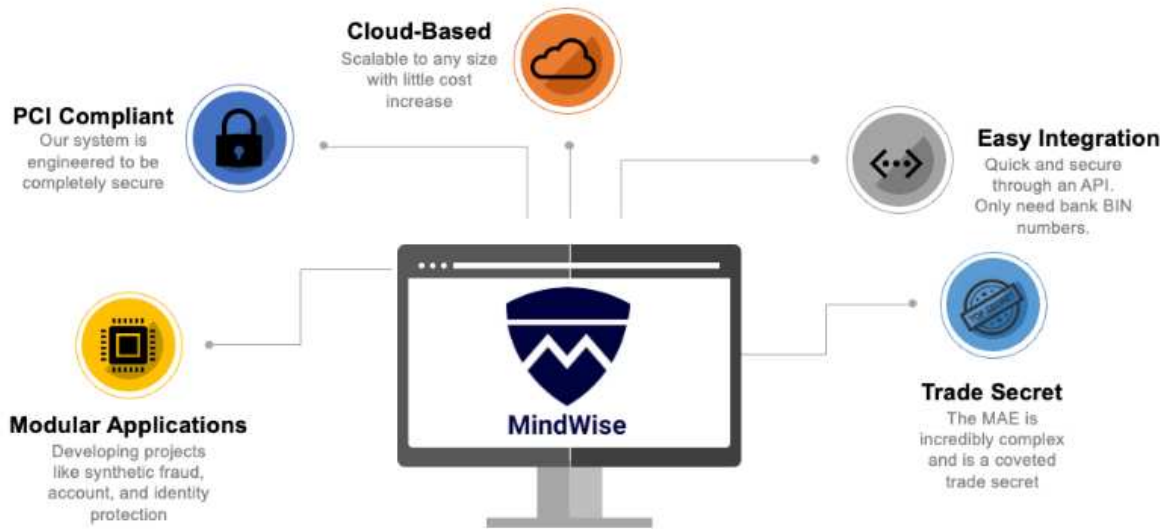 Cloud-Based
Scalable to any size
with little cost
increase
PCI Compliant
Our system is
engineered to be
completely secure
Easy Integration
Quick and secure
through an API.
Only need bank BIN
numbers.
TOP SECRET
MindWise
Modular Applications
Developing projects
like synthetic fraud,
account, and identity
protection
Trade Secret
The MAE is
incredibly complex
and is a coveted
trade secret